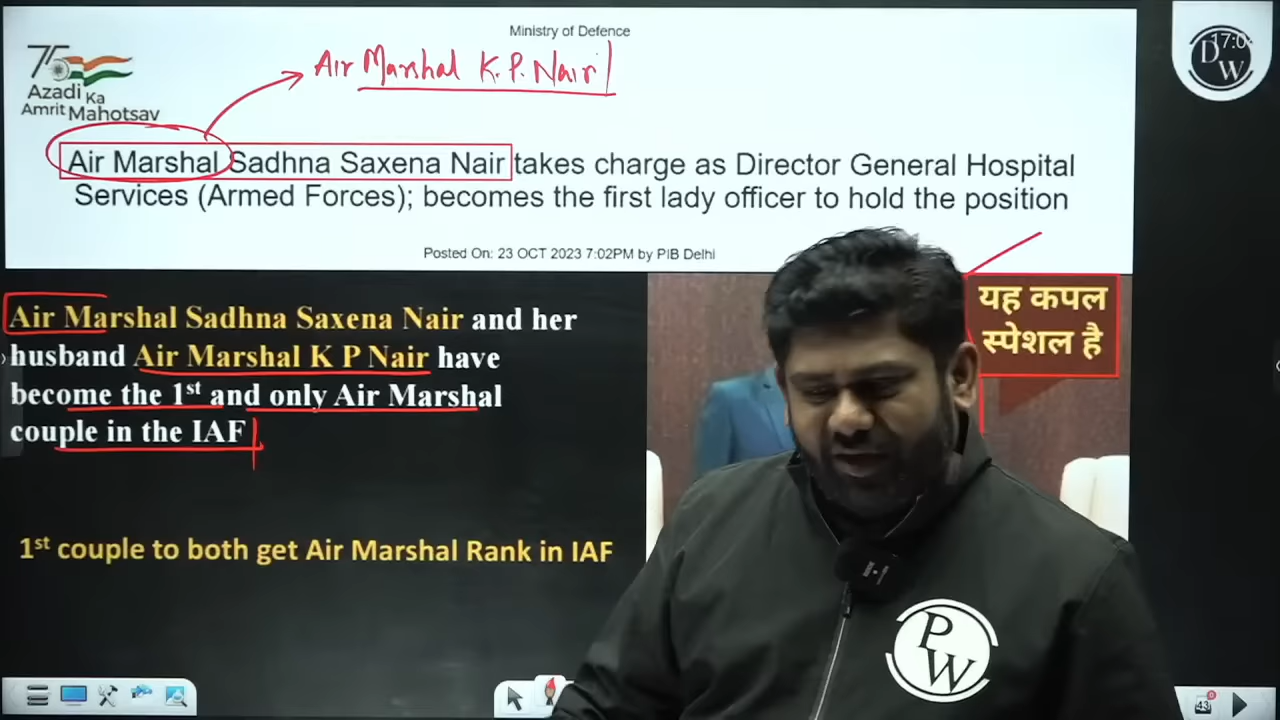 Ministry of Defence
Air Marshal K.P. Nair
75
Azadi Ka
Amrit Mahotsav
Air Marshal Sadhna Saxena Nair takes charge as Director General Hospital
Services (Armed Forces); becomes the first lady officer to hold the position
Posted On: 23 OCT 2023 7:02PM by PIB Delhi
Air Marshal Sadhna Saxena Nair and her
husband Air Marshal K P Nair have
become the 1st and only Air Marshal
couple in the IAF
यह कपल
स्पेशल है
1st couple to both get Air Marshal Rank in IAF
PW
43